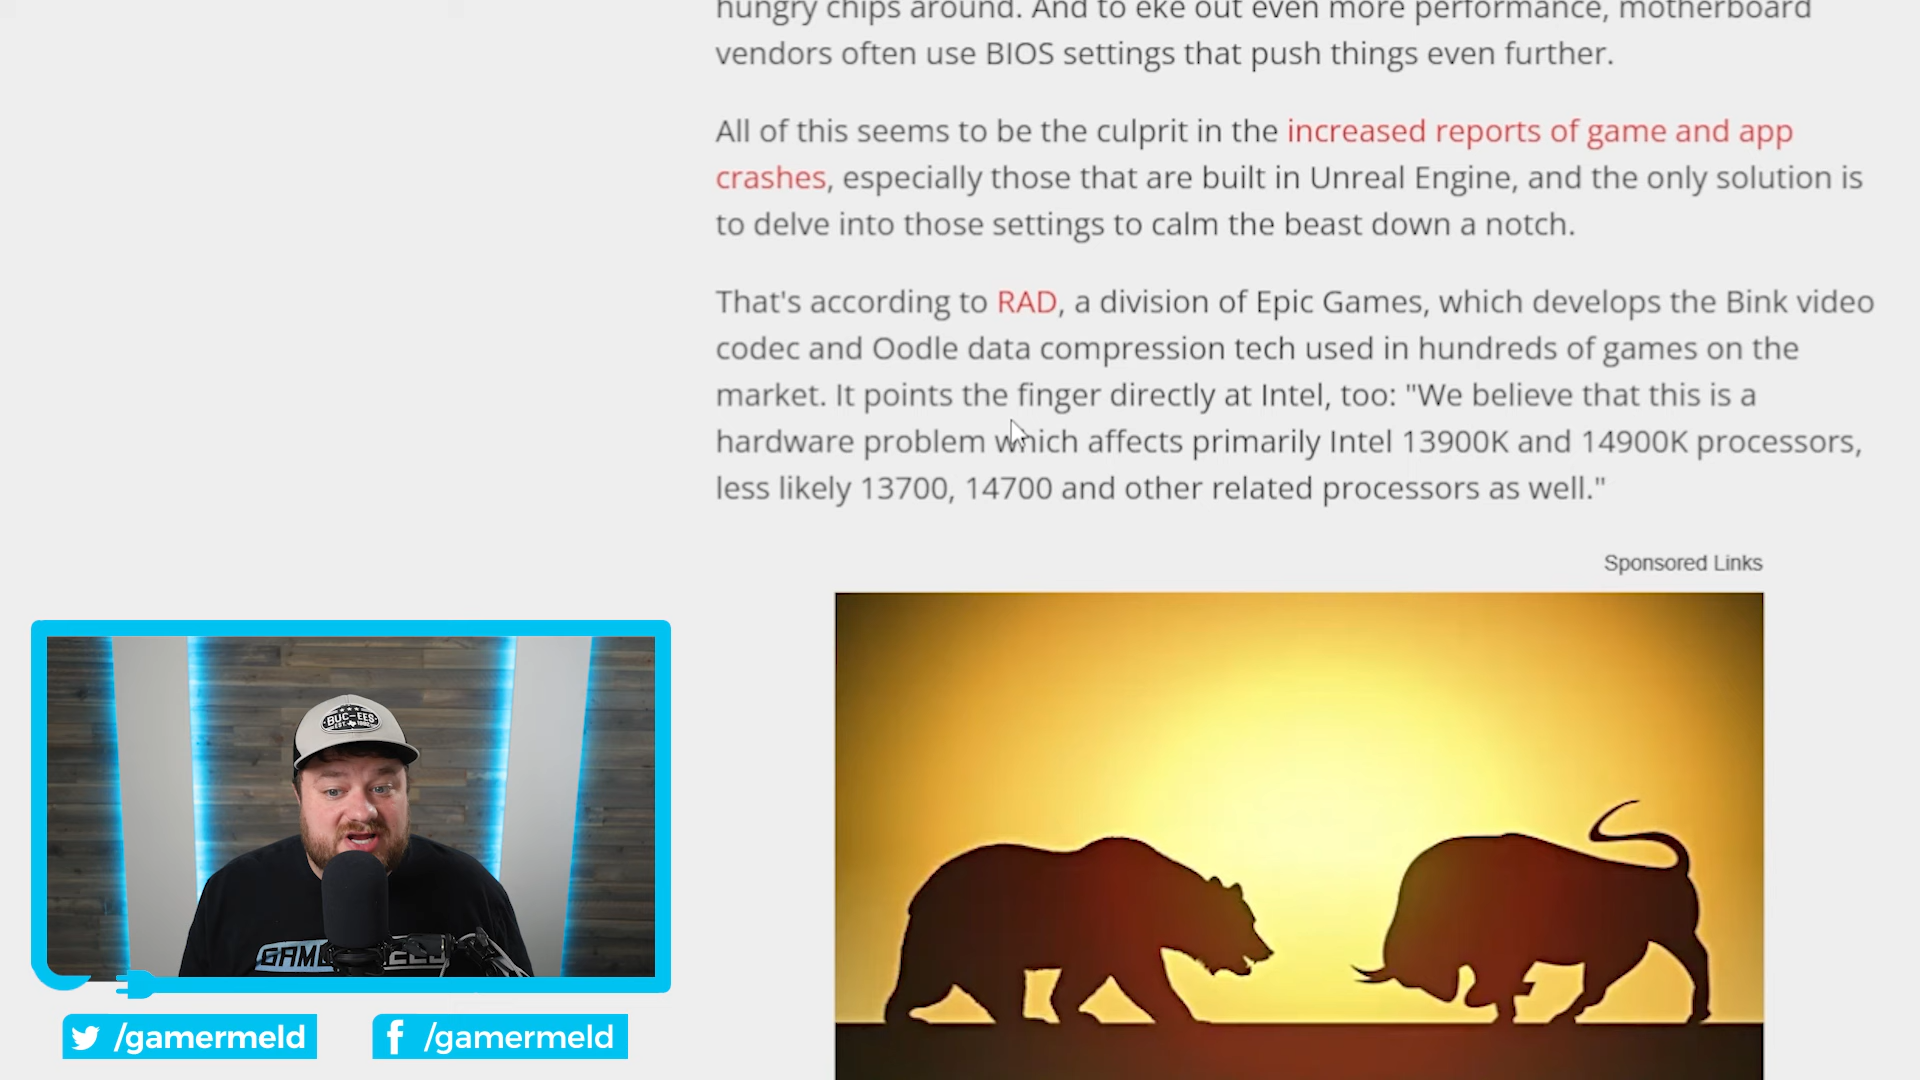 hungry chips around. And to eke out even more performance, motherboard
vendors often use BIOS settings that push things even further.
All of this seems to be the culprit in the increased reports of game and app
crashes, especially those that are built in Unreal Engine, and the only solution is
to delve into those settings to calm the beast down a notch.
That's according to RAD, a division of Epic Games, which develops the Bink video
codec and Oodle data compression tech used in hundreds of games on the
market. It points the finger directly at Intel, too: "We believe that this is a
hardware problem which affects primarily Intel 13900K and 14900K processors,
less likely 13700, 14700 and other related processors as well."
Sponsored Links
BUC-EE'S
/gamermeld
/gamermeld